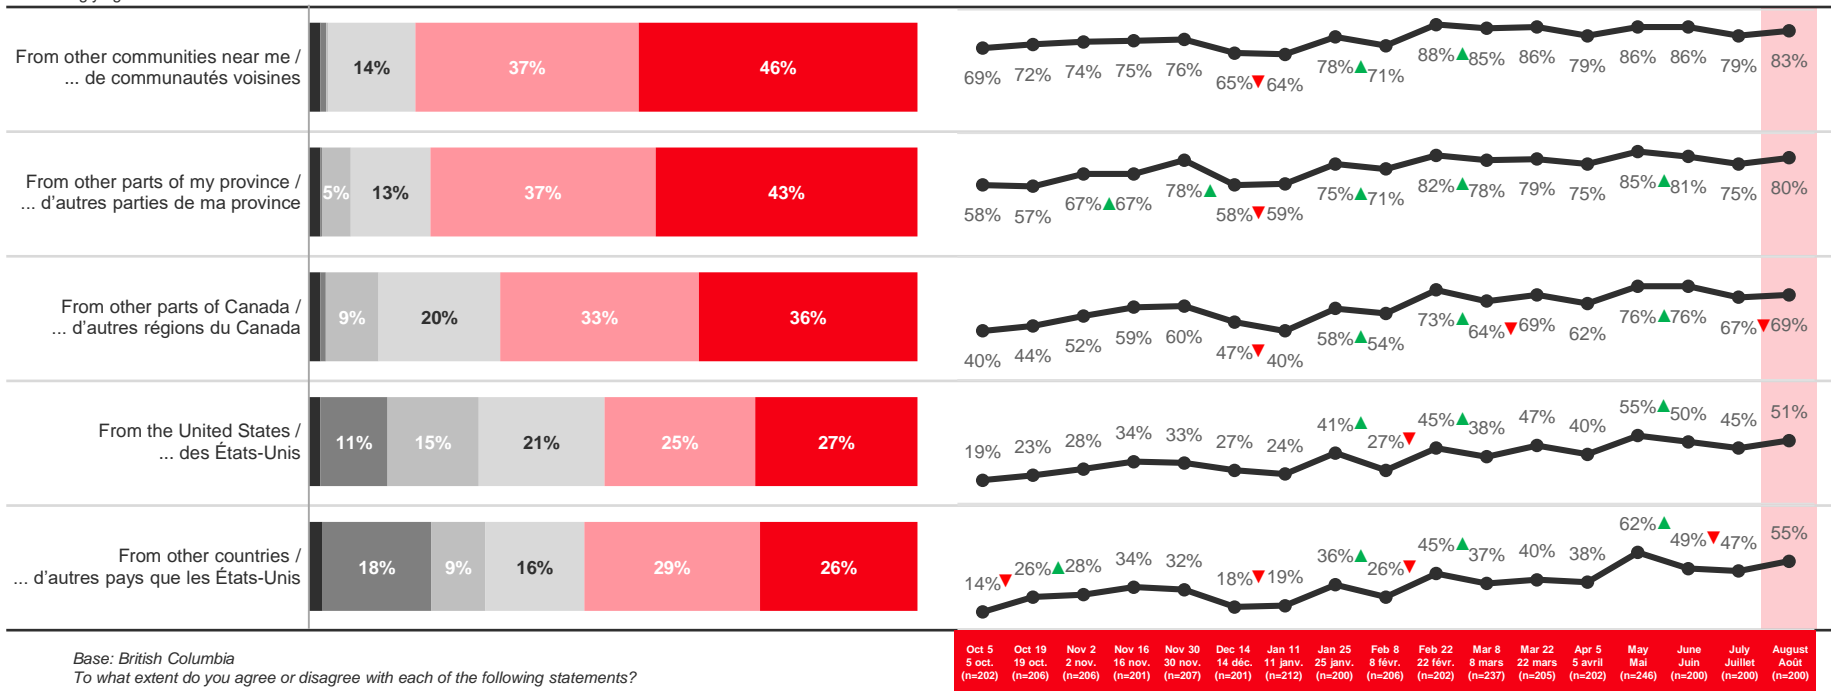 From other communities near me /
... de communautés voisines
14% 37% 46%
69% 72% 74% 75% 76% 65% 64% 78% 71% 88% 85% 86% 79% 86% 86% 79% 83%
From other parts of my province /
... d'autres parties de ma province
5% 13% 37% 43%
58% 57% 67% 67% 78% 58% 59% 75% 71% 82% 78% 79% 75% 85% 81% 75% 80%
From other parts of Canada /
... d'autres régions du Canada
9% 20% 33% 36%
40% 44% 52% 59% 60% 47% 40% 58% 54% 73% 64% 69% 62% 76% 76% 67% 69%
From the United States /
... des États-Unis
11% 15% 21% 25% 27%
19% 23% 28% 34% 33% 27% 24% 41% 27% 45% 38% 47% 40% 55% 50% 45% 51%
From other countries /
... d'autres pays que les États-Unis
18% 9% 16% 29% 26%
14% 26% 28% 34% 32% 18% 19% 36% 26% 45% 37% 40% 38% 62% 49% 47% 55%
Oct 5 Oct 19 Nov 2 Nov 16 Nov 30 Dec 14 Jan 11 Jan 25 Feb 8 Feb 22 Mar 8 Mar 22 Apr 5 May June July August
5 oct. 19 oct. 2 nov. 16 nov. 30 nov. 14 déc. 11 janv. 25 janv. 8 févr. 22 févr. 8 mars 22 mars 5 avril Mai Juin Juillet Août
(n=202) (n=206) (n=206) (n=201) (n=207) (n=201) (n=212) (n=200) (n=206) (n=202) (n=237) (n=205) (n=202) (n=246) (n=200) (n=200) (n=200)
Base: British Columbia
To what extent do you agree or disagree with each of the following statements?